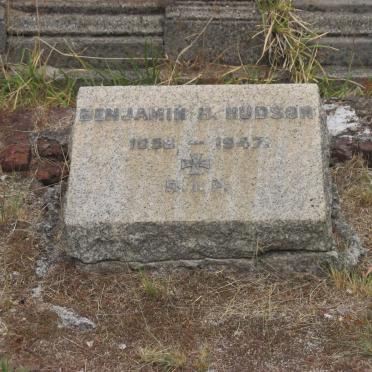 BENJAMIN B. HUDSON
1858 – 1947.
R.I.P.